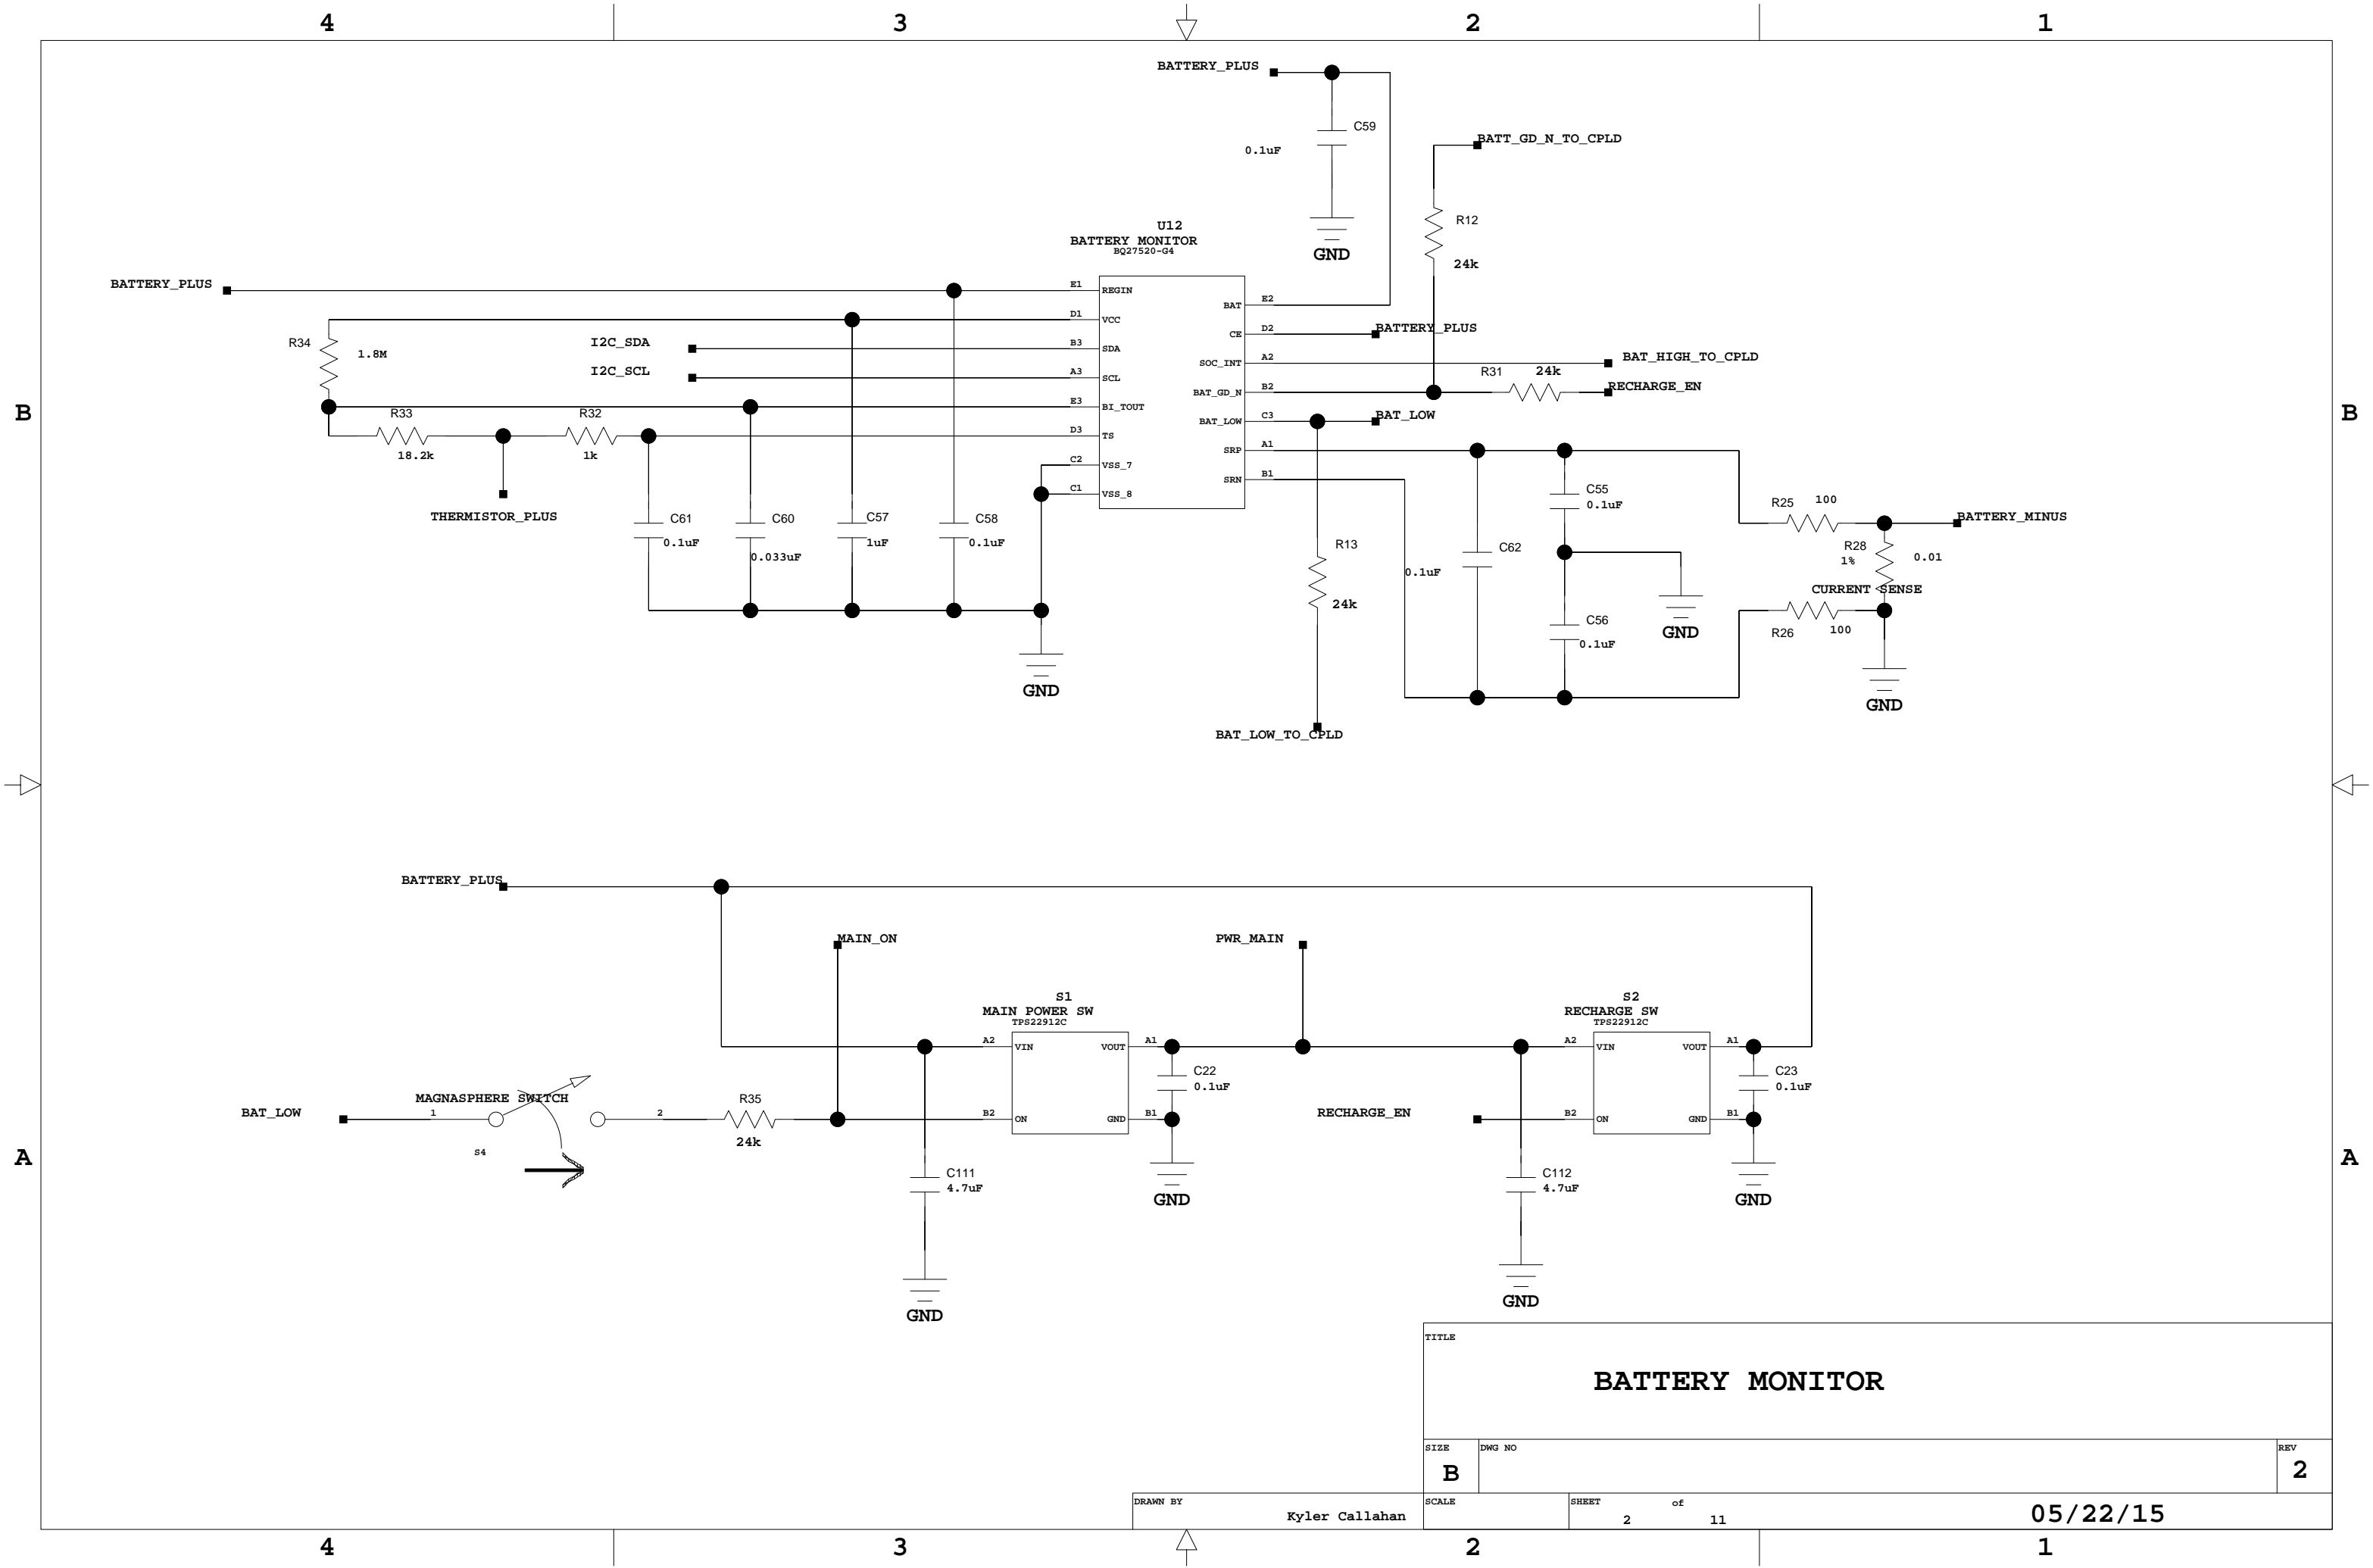 4 3 2 1
BATTERY_PLUS
C59
0.1uF
GND
BATT_GD_N_TO_CPLD
R12
24k
U12
BATTERY MONITOR
BQ27520-G4
BATTERY_PLUS
E1 REGIN
D1 VCC
B3 SDA
A3 SCL
E3 BI_TOUT
D3 TS
C2 VSS_7
C1 VSS_8
BAT E2
CE D2
SOC_INT A2
BAT_GD_N B2
BAT_LOW C3
SRP A1
SRN B1
BATTERY_PLUS
BAT_HIGH_TO_CPLD
R31 24k
RECHARGE_EN
BAT_LOW
R34
1.8M
I2C_SDA
I2C_SCL
B
B
R33
18.2k
R32
1k
THERMISTOR_PLUS
C61
0.1uF
C60
0.033uF
C57
1uF
C58
0.1uF
GND
R13
24k
BAT_LOW_TO_CPLD
C62
0.1uF
C55
0.1uF
C56
0.1uF
GND
R25 100
BATTERY_MINUS
R28
1%
0.01
CURRENT SENSE
R26 100
GND
BATTERY_PLUS
MAIN_ON
PWR_MAIN
S1
MAIN POWER SW
TPS22912C
A2 VIN VOUT A1
B2 ON GND B1
C22
0.1uF
GND
S2
RECHARGE SW
TPS22912C
A2 VIN VOUT A1
B2 ON GND B1
C23
0.1uF
GND
BAT_LOW
MAGNASPHERE SWITCH
1 2
S4
R35
24k
RECHARGE_EN
A
A
C111
4.7uF
GND
C112
4.7uF
GND
TITLE
BATTERY MONITOR
SIZE
B
DWG NO
REV
2
DRAWN BY
Kyler Callahan
SCALE
SHEET 2 of 11
05/22/15
4 3 2 1